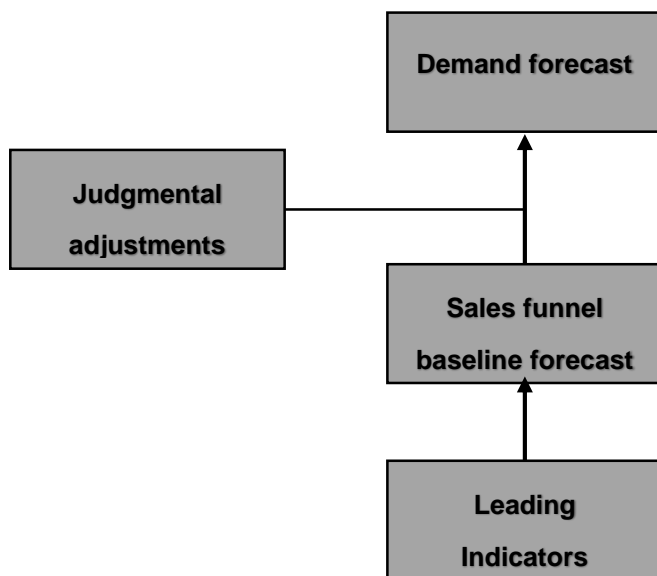 Demand forecast
Judgmental
adjustments
Sales funnel
baseline forecast
Leading
Indicators